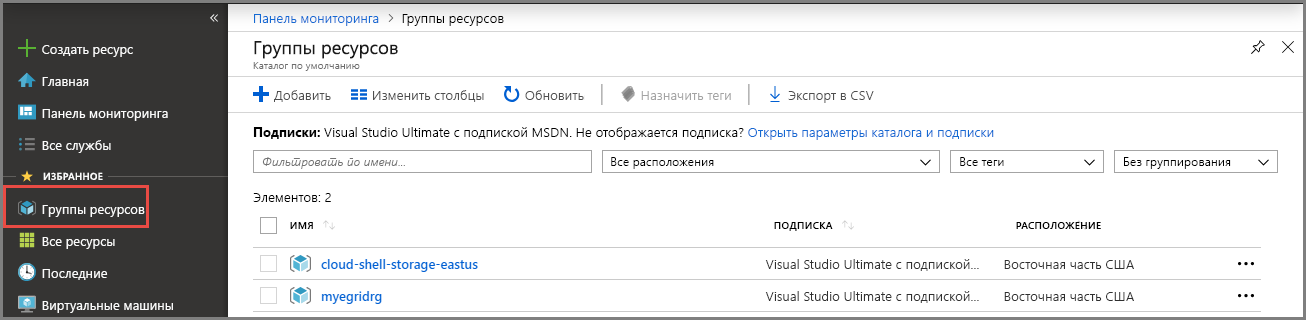 «
Создать ресурс
Главная
Панель мониторинга
Все службы
ИЗБРАННОЕ
Группы ресурсов
Все ресурсы
Последние
Виртуальные машины
Панель мониторинга > Группы ресурсов
Группы ресурсов
Каталог по умолчанию
Добавить Изменить столбцы Обновить Назначить теги Экспорт в CSV
Подписки: Visual Studio Ultimate с подпиской MSDN. Не отображается подписка? Открыть параметры каталога и подписки
Фильтровать по имени... Все расположения Все теги Без группирования
Элементов: 2
ИМЯ ПОДПИСКА РАСПОЛОЖЕНИЕ
cloud-shell-storage-eastus Visual Studio Ultimate с подпиской... Восточная часть США
myegridrg Visual Studio Ultimate с подпиской... Восточная часть США